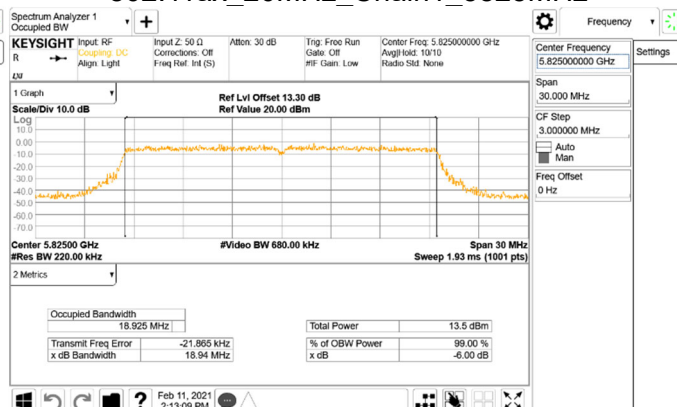 Spectrum Analyzer 1
Occupied BW
Frequency
KEYSIGHT
R
Input: RF
Coupling: DC
Align: Light
Input Z: 50 Ω
Corrections: Off
Freq Ref: Int (S)
Atten: 30 dB
Trig: Free Run
Gate: Off
#IF Gain: Low
Center Freq: 5.825000000 GHz
Avg|Hold: 10/10
Radio Std: None
Center Frequency
5.825000000 GHz
Settings
Span
30.000 MHz
CF Step
3.000000 MHz
Auto
Man
Freq Offset
0 Hz
1 Graph
Scale/Div 10.0 dB
Ref Lvl Offset 13.30 dB
Ref Value 20.00 dBm
Log
10.0
0.00
-10.0
-20.0
-30.0
-40.0
-50.0
-60.0
-70.0
Center 5.82500 GHz
#Video BW 680.00 kHz
Span 30 MHz
#Res BW 220.00 kHz
Sweep 1.93 ms (1001 pts)
2 Metrics
Occupied Bandwidth
18.925 MHz
Total Power 13.5 dBm
Transmit Freq Error -21.865 kHz
% of OBW Power 99.00 %
x dB Bandwidth 18.94 MHz
x dB -6.00 dB
Feb 11, 2021
2:13:09 PM